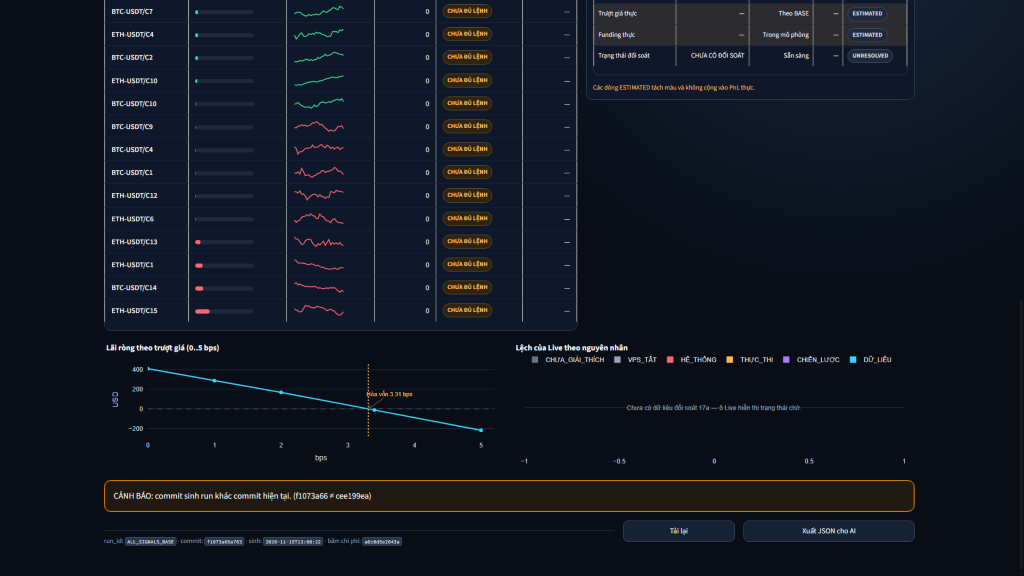 BTC-USDT/C7 0 CHƯA ĐỦ LỆNH —
ETH-USDT/C4 0 CHƯA ĐỦ LỆNH —
BTC-USDT/C2 0 CHƯA ĐỦ LỆNH —
ETH-USDT/C10 0 CHƯA ĐỦ LỆNH —
BTC-USDT/C10 0 CHƯA ĐỦ LỆNH —
BTC-USDT/C9 0 CHƯA ĐỦ LỆNH —
BTC-USDT/C4 0 CHƯA ĐỦ LỆNH —
BTC-USDT/C1 0 CHƯA ĐỦ LỆNH —
ETH-USDT/C12 0 CHƯA ĐỦ LỆNH —
ETH-USDT/C6 0 CHƯA ĐỦ LỆNH —
ETH-USDT/C13 0 CHƯA ĐỦ LỆNH —
ETH-USDT/C1 0 CHƯA ĐỦ LỆNH —
BTC-USDT/C14 0 CHƯA ĐỦ LỆNH —
ETH-USDT/C15 0 CHƯA ĐỦ LỆNH —
Trượt giá thực — Theo BASE — ESTIMATED
Funding thực — Trong mô phỏng — ESTIMATED
Trạng thái đối soát CHƯA CÓ ĐỐI SOÁT Sẵn sàng — UNRESOLVED
Các dòng ESTIMATED tách màu và không cộng vào PnL thực.
Lãi ròng theo trượt giá (0..5 bps)
400
200
0
−200
USD
Hòa vốn 3.31 bps
0 1 2 3 4 5
bps
Lệch của Live theo nguyên nhân
CHƯA_GIẢI_THÍCH VPS_TẮT HỆ_THỐNG THỰC_THI CHIẾN_LƯỢC DỮ_LIỆU
Chưa có dữ liệu đối soát 17a — ô Live hiển thị trạng thái chờ
−1 −0.5 0 0.5 1
CẢNH BÁO: commit sinh run khác commit hiện tại. (f1073a66 ≠ cee199ea)
run_id: ALL_SIGNALS_BASE · commit: f1073a66a763 · sinh: 2026-11-15T13:08:22 · băm chi phí: a6c0d5e2643a
Tải lại
Xuất JSON cho AI